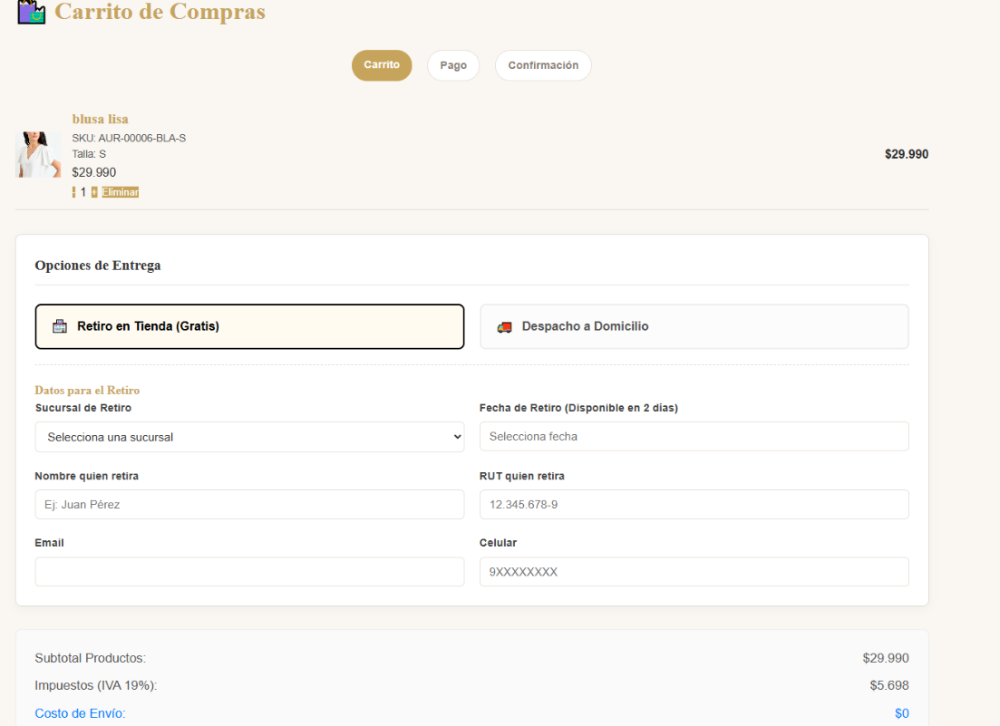 Carrito de Compras
Carrito
Pago
Confirmación
blusa lisa
SKU: AUR-00006-BLA-S
Talla: S
$29.990
$29.990
- 1 + Eliminar
Opciones de Entrega
Retiro en Tienda (Gratis)
Despacho a Domicilio
Datos para el Retiro
Sucursal de Retiro
Selecciona una sucursal
Fecha de Retiro (Disponible en 2 días)
Selecciona fecha
Nombre quien retira
Ej: Juan Pérez
RUT quien retira
12.345.678-9
Email
Celular
9XXXXXXXX
Subtotal Productos: $29.990
Impuestos (IVA 19%): $5.698
Costo de Envío: $0